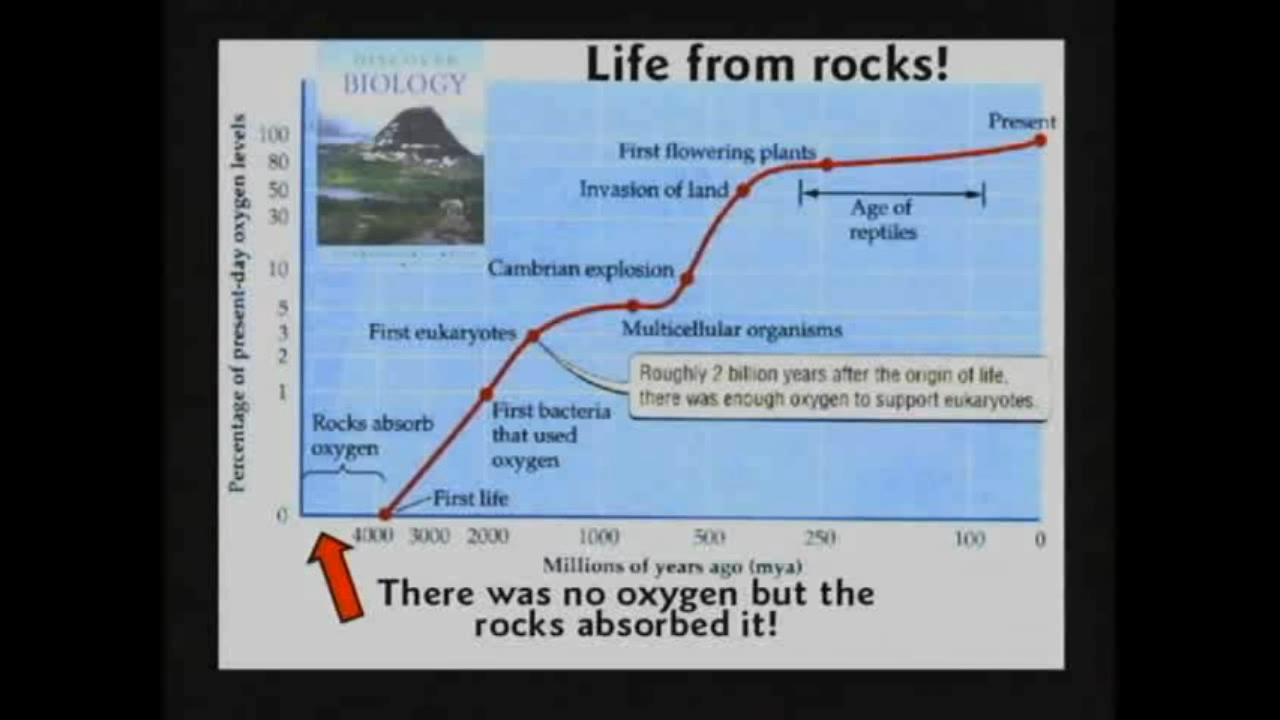 Life from rocks!
DISCOVER
BIOLOGY
Percentage of present-day oxygen levels
100
80
50
30
10
5
3
2
1
0
Present
First flowering plants
Invasion of land
Age of
reptiles
Cambrian explosion
First eukaryotes
Multicellular organisms
Roughly 2 billion years after the origin of life,
there was enough oxygen to support eukaryotes.
First bacteria
that used
oxygen
Rocks absorb
oxygen
First life
4000 3000 2000 1000 500 250 100 0
Millions of years ago (mya)
There was no oxygen but the
rocks absorbed it!